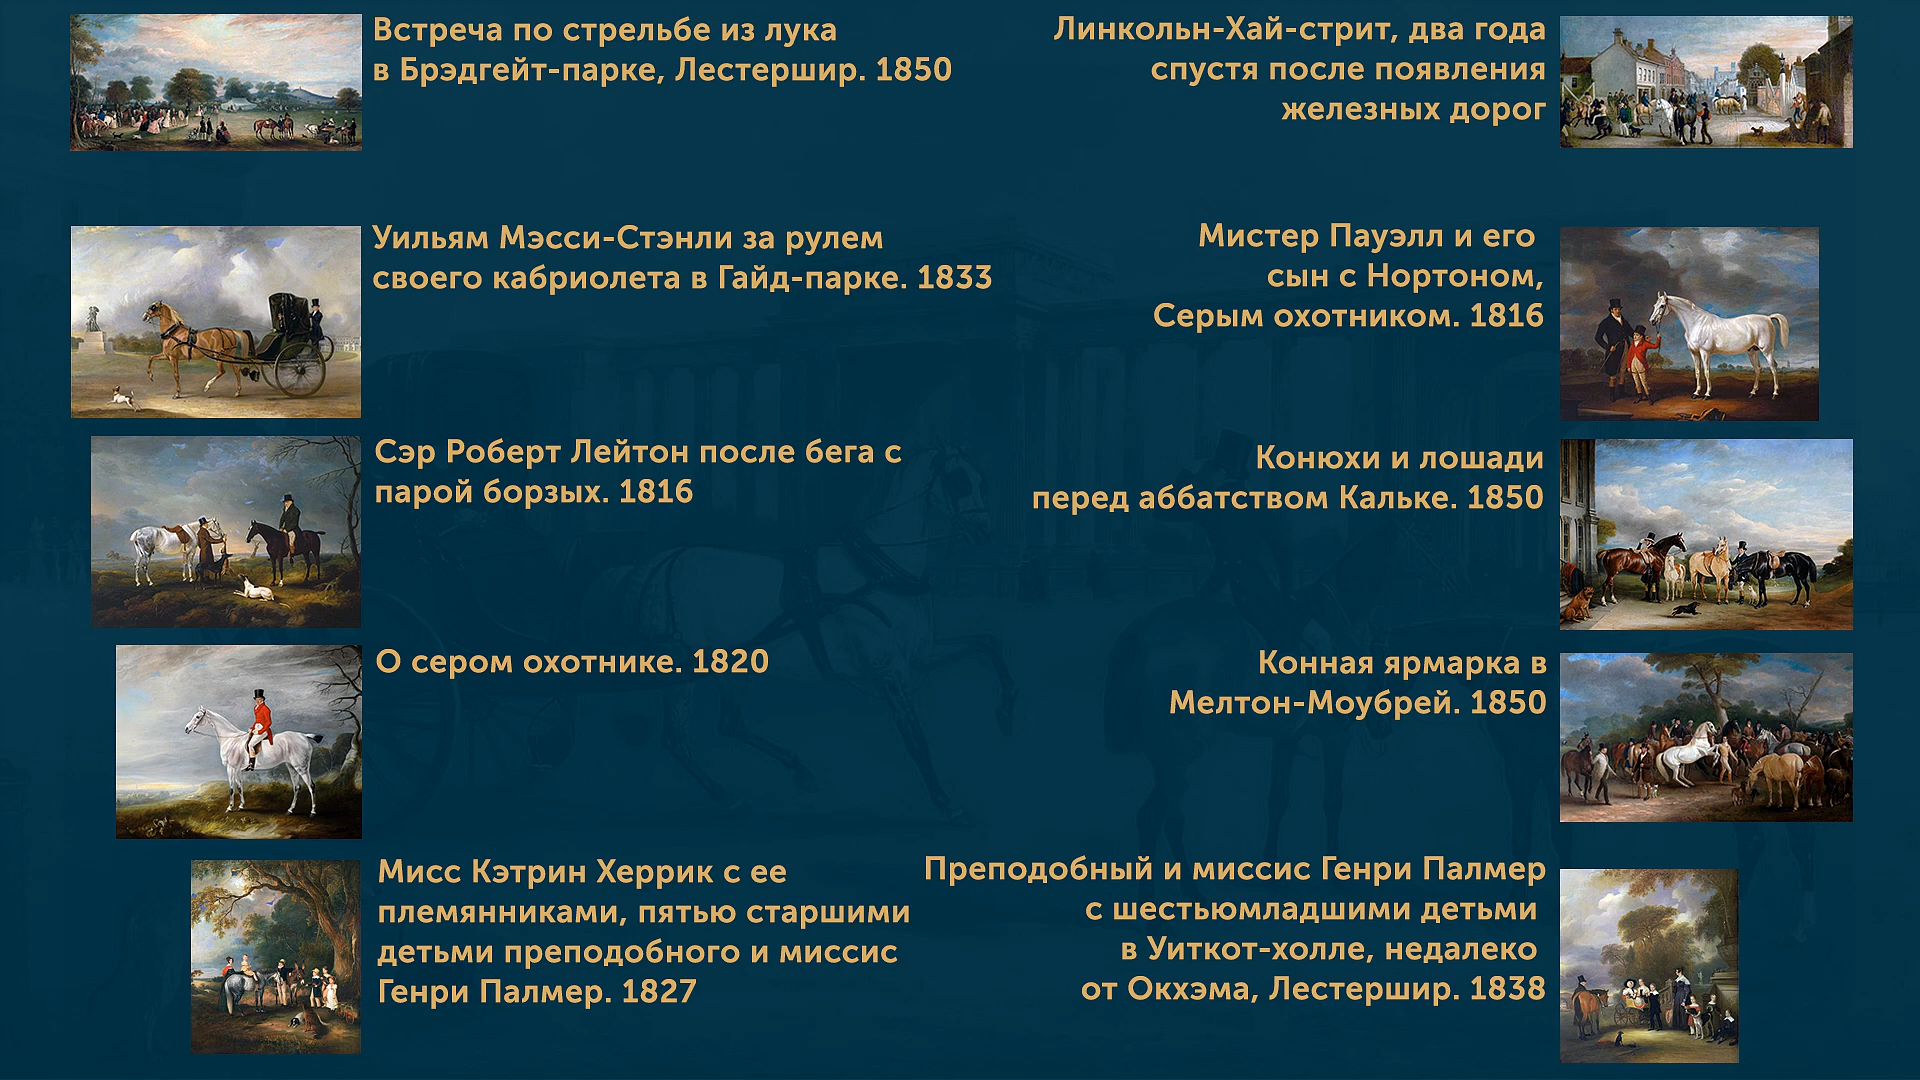 Встреча по стрельбе из лука
в Брэдгейт-парке, Лестершир. 1850
Линкольн-Хай-стрит, два года
спустя после появления
железных дорог
Уильям Мэсси-Стэнли за рулем
своего кабриолета в Гайд-парке. 1833
Мистер Пауэлл и его
сын с Нортоном,
Серым охотником. 1816
Сэр Роберт Лейтон после бега с
парой борзых. 1816
Конюхи и лошади
перед аббатством Кальке. 1850
О сером охотнике. 1820
Конная ярмарка в
Мелтон-Моубрей. 1850
Мисс Кэтрин Херрик с ее
племянниками, пятью старшими
детьми преподобного и миссис
Генри Палмер. 1827
Преподобный и миссис Генри Палмер
с шестьюмладшими детьми
в Уиткот-холле, недалеко
от Окхэма, Лестершир. 1838